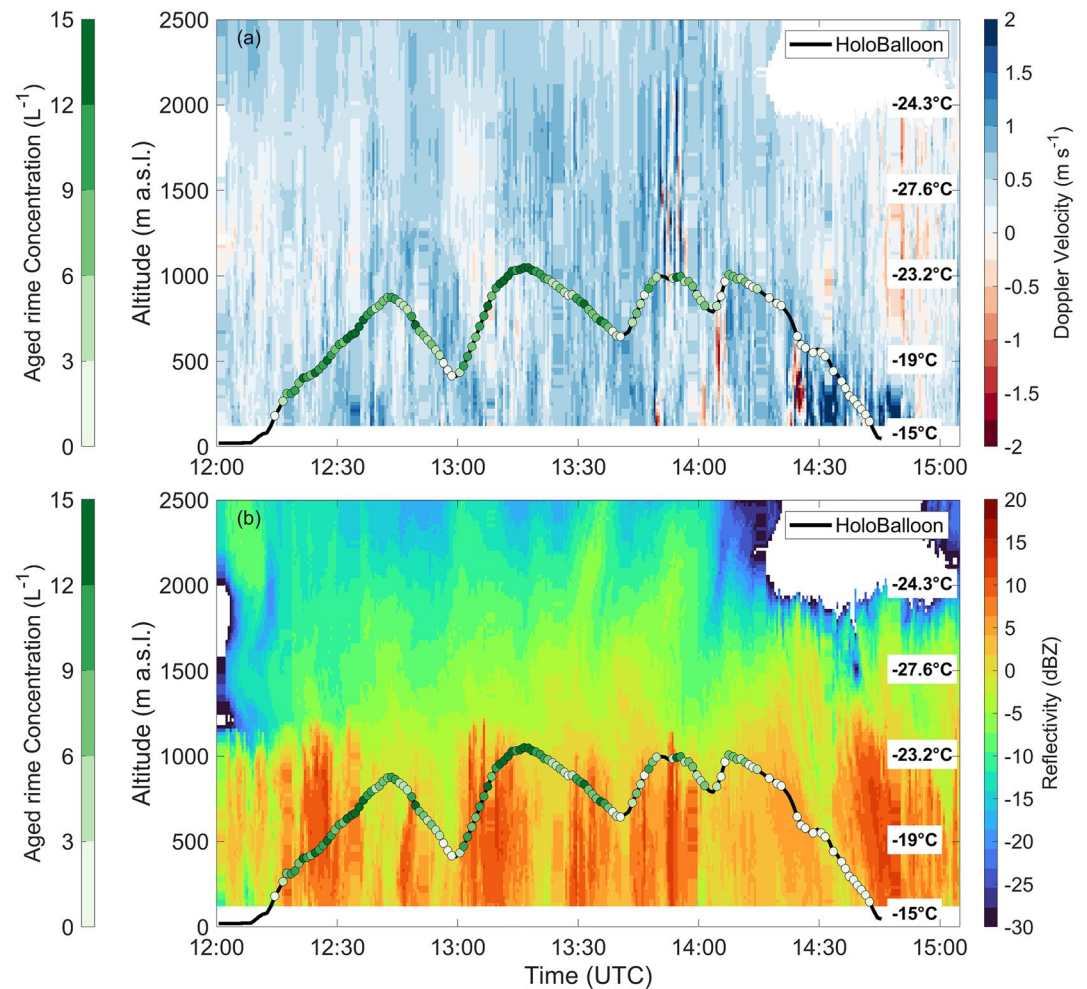 15
12
9
6
3
0
Aged rime Concentration (L⁻¹)
2500
2000
1500
1000
500
0
Altitude (m a.s.l.)
(a)
HoloBalloon
-24.3°C
-27.6°C
-23.2°C
-19°C
-15°C
12:00 12:30 13:00 13:30 14:00 14:30 15:00
2
1.5
1
0.5
0
-0.5
-1
-1.5
-2
Doppler Velocity (m s⁻¹)
15
12
9
6
3
0
Aged rime Concentration (L⁻¹)
2500
2000
1500
1000
500
0
Altitude (m a.s.l.)
(b)
HoloBalloon
-24.3°C
-27.6°C
-23.2°C
-19°C
-15°C
12:00 12:30 13:00 13:30 14:00 14:30 15:00
Time (UTC)
20
15
10
5
0
-5
-10
-15
-20
-25
-30
Reflectivity (dBZ)